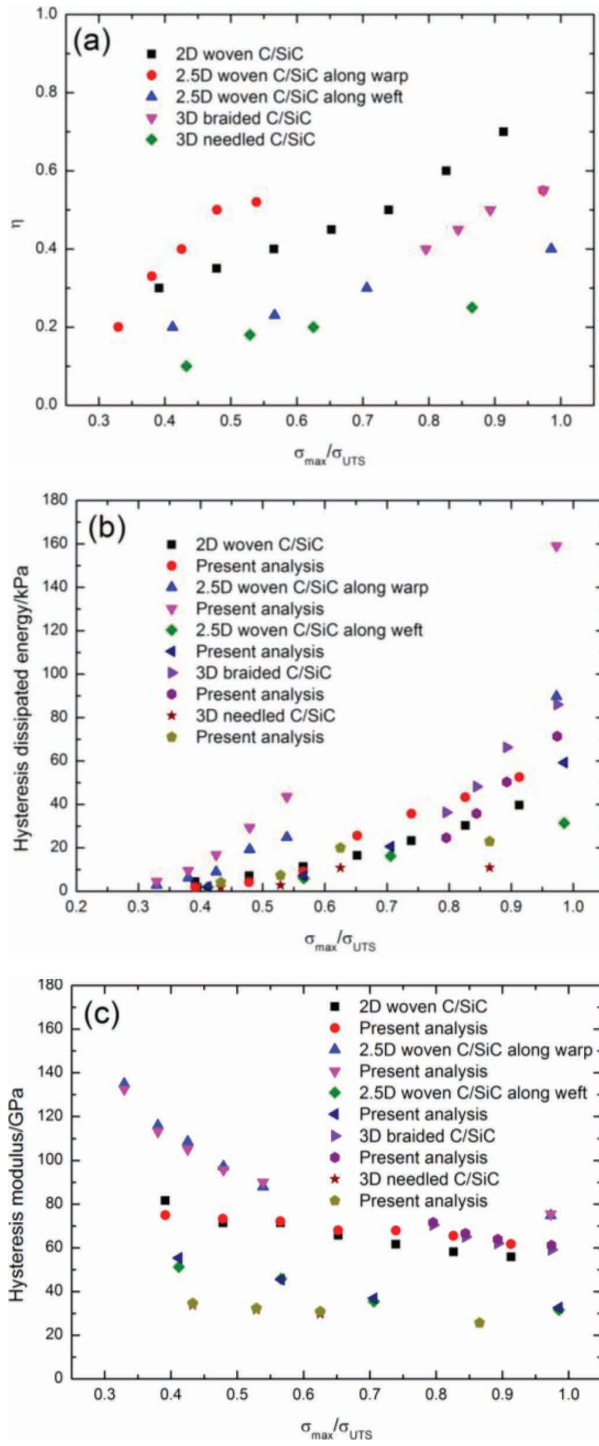 (a)
2D woven C/SiC
2.5D woven C/SiC along warp
2.5D woven C/SiC along weft
3D braided C/SiC
3D needled C/SiC
η
1.0
0.8
0.6
0.4
0.2
0.0
0.3 0.4 0.5 0.6 0.7 0.8 0.9 1.0
σmax/σUTS
(b)
2D woven C/SiC
Present analysis
2.5D woven C/SiC along warp
Present analysis
2.5D woven C/SiC along weft
Present analysis
3D braided C/SiC
Present analysis
3D needled C/SiC
Present analysis
Hysteresis dissipated energy/kPa
180
160
140
120
100
80
60
40
20
0
0.2 0.3 0.4 0.5 0.6 0.7 0.8 0.9 1.0
σmax/σUTS
(c)
2D woven C/SiC
Present analysis
2.5D woven C/SiC along warp
Present analysis
2.5D woven C/SiC along weft
Present analysis
3D braided C/SiC
Present analysis
3D needled C/SiC
Present analysis
Hysteresis modulus/GPa
180
160
140
120
100
80
60
40
20
0
0.3 0.4 0.5 0.6 0.7 0.8 0.9 1.0
σmax/σUTS